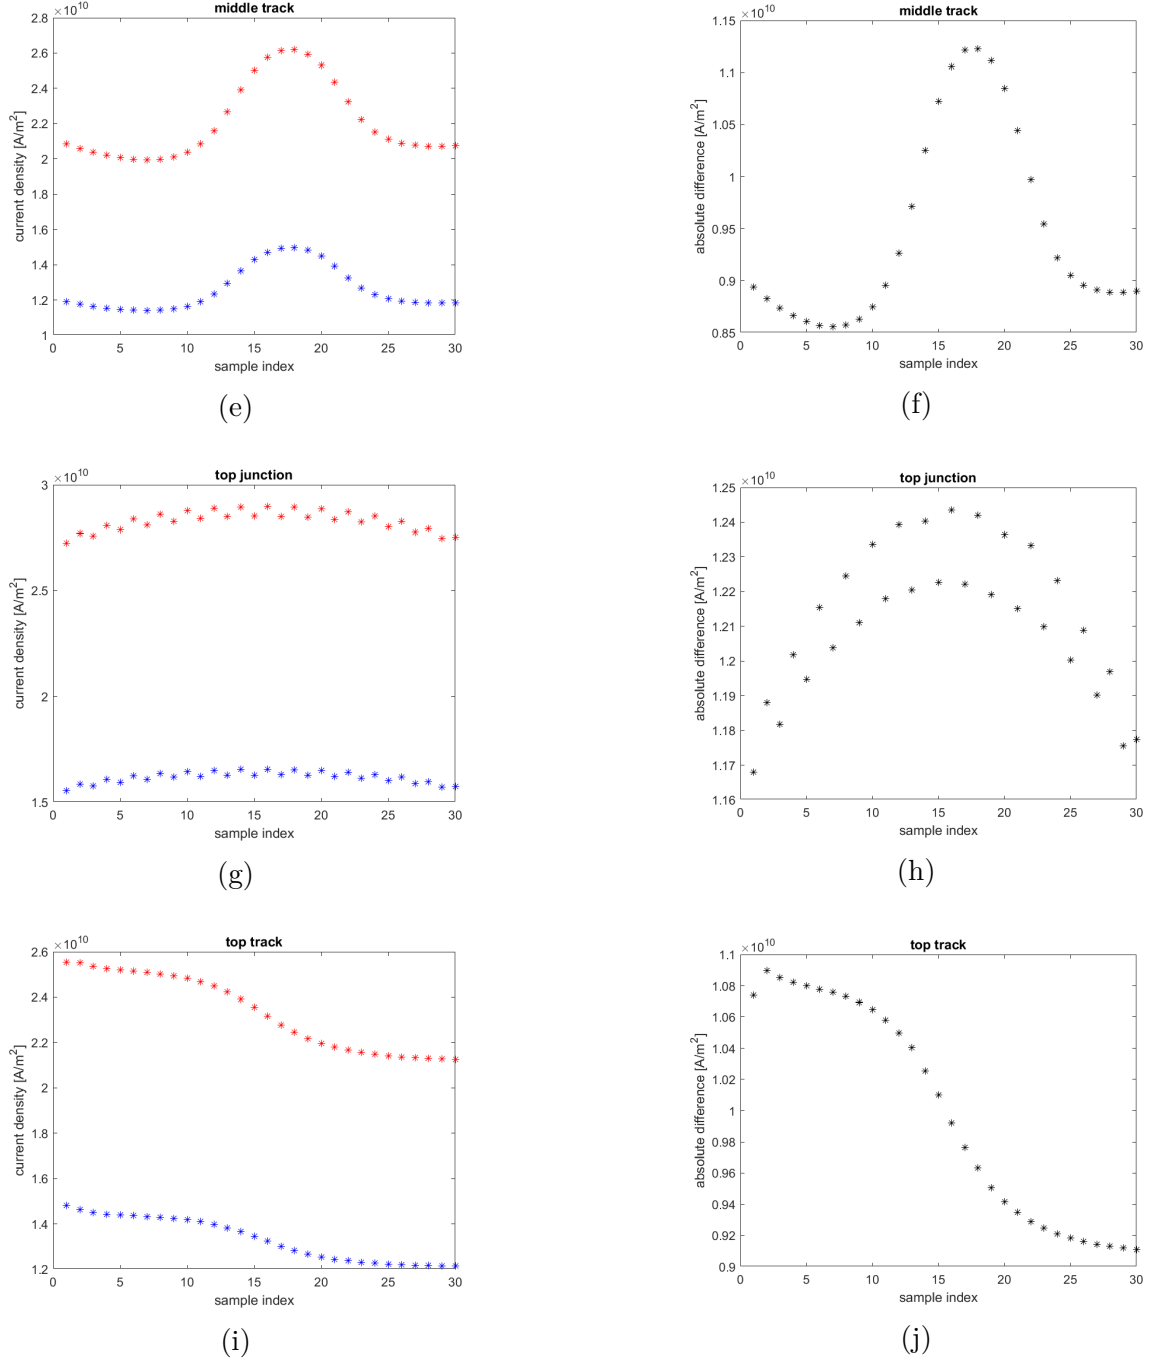 middle track
×10^10
2.8
2.6
2.4
2.2
2
1.8
1.6
1.4
1.2
1
current density [A/m^2]
0 5 10 15 20 25 30
sample index
(e)
middle track
×10^10
1.15
1.1
1.05
1
0.95
0.9
0.85
absolute difference [A/m^2]
0 5 10 15 20 25 30
sample index
(f)
top junction
×10^10
3
2.5
2
1.5
current density [A/m^2]
0 5 10 15 20 25 30
sample index
(g)
top junction
×10^10
1.25
1.24
1.23
1.22
1.21
1.2
1.19
1.18
1.17
1.16
absolute difference [A/m^2]
0 5 10 15 20 25 30
sample index
(h)
top track
×10^10
2.6
2.4
2.2
2
1.8
1.6
1.4
1.2
current density [A/m^2]
0 5 10 15 20 25 30
sample index
(i)
top track
×10^10
1.1
1.08
1.06
1.04
1.02
1
0.98
0.96
0.94
0.92
0.9
absolute difference [A/m^2]
0 5 10 15 20 25 30
sample index
(j)